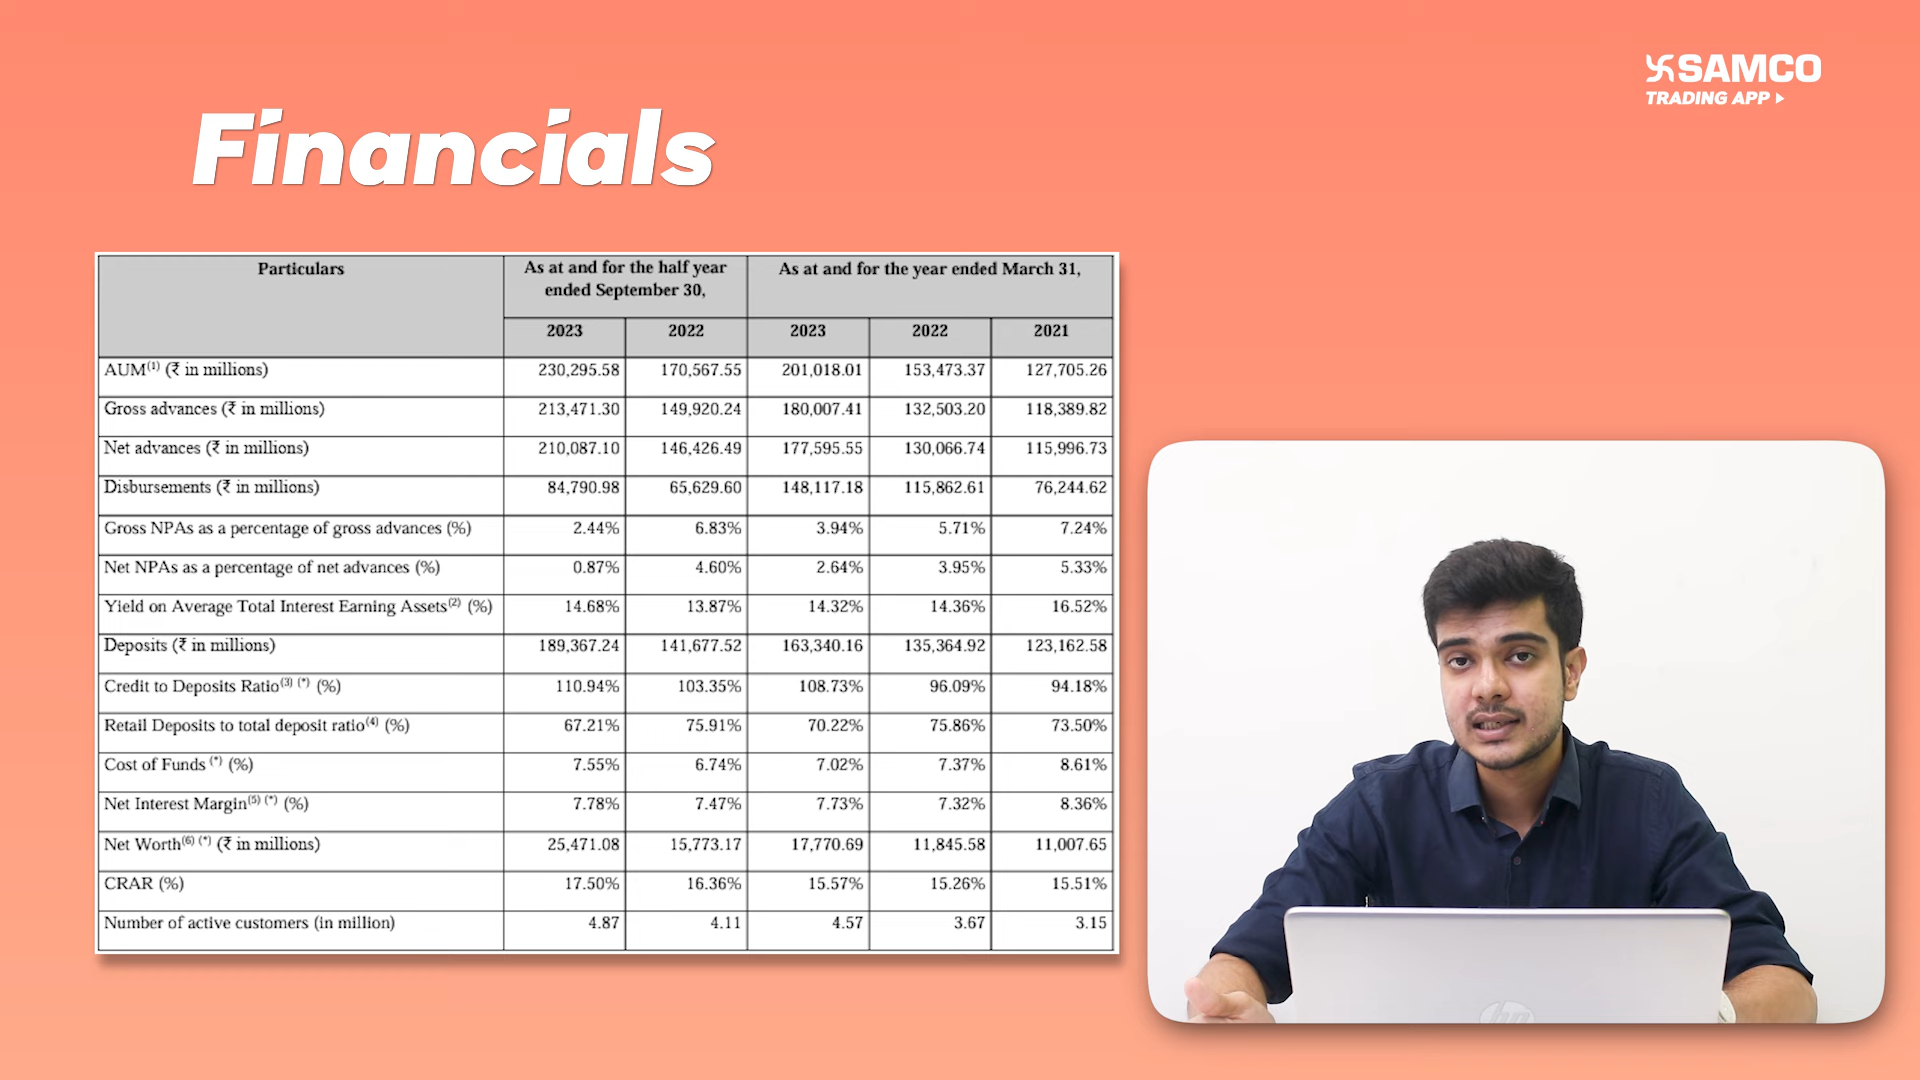 SAMCO
TRADING APP
Financials
Particulars As at and for the half year ended September 30, As at and for the year ended March 31,
2023 2022 2023 2022 2021
AUM(1) (₹ in millions) 230,295.58 170,567.55 201,018.01 153,473.37 127,705.26
Gross advances (₹ in millions) 213,471.30 149,920.24 180,007.41 132,503.20 118,389.82
Net advances (₹ in millions) 210,087.10 146,426.49 177,595.55 130,066.74 115,996.73
Disbursements (₹ in millions) 84,790.98 65,629.60 148,117.18 115,862.61 76,244.62
Gross NPAs as a percentage of gross advances (%) 2.44% 6.83% 3.94% 5.71% 7.24%
Net NPAs as a percentage of net advances (%) 0.87% 4.60% 2.64% 3.95% 5.33%
Yield on Average Total Interest Earning Assets(2) (%) 14.68% 13.87% 14.32% 14.36% 16.52%
Deposits (₹ in millions) 189,367.24 141,677.52 163,340.16 135,364.92 123,162.58
Credit to Deposits Ratio(3) (*) (%) 110.94% 103.35% 108.73% 96.09% 94.18%
Retail Deposits to total deposit ratio(4) (%) 67.21% 75.91% 70.22% 75.86% 73.50%
Cost of Funds (*) (%) 7.55% 6.74% 7.02% 7.37% 8.61%
Net Interest Margin(5) (*) (%) 7.78% 7.47% 7.73% 7.32% 8.36%
Net Worth(6) (*) (₹ in millions) 25,471.08 15,773.17 17,770.69 11,845.58 11,007.65
CRAR (%) 17.50% 16.36% 15.57% 15.26% 15.51%
Number of active customers (in million) 4.87 4.11 4.57 3.67 3.15
hp